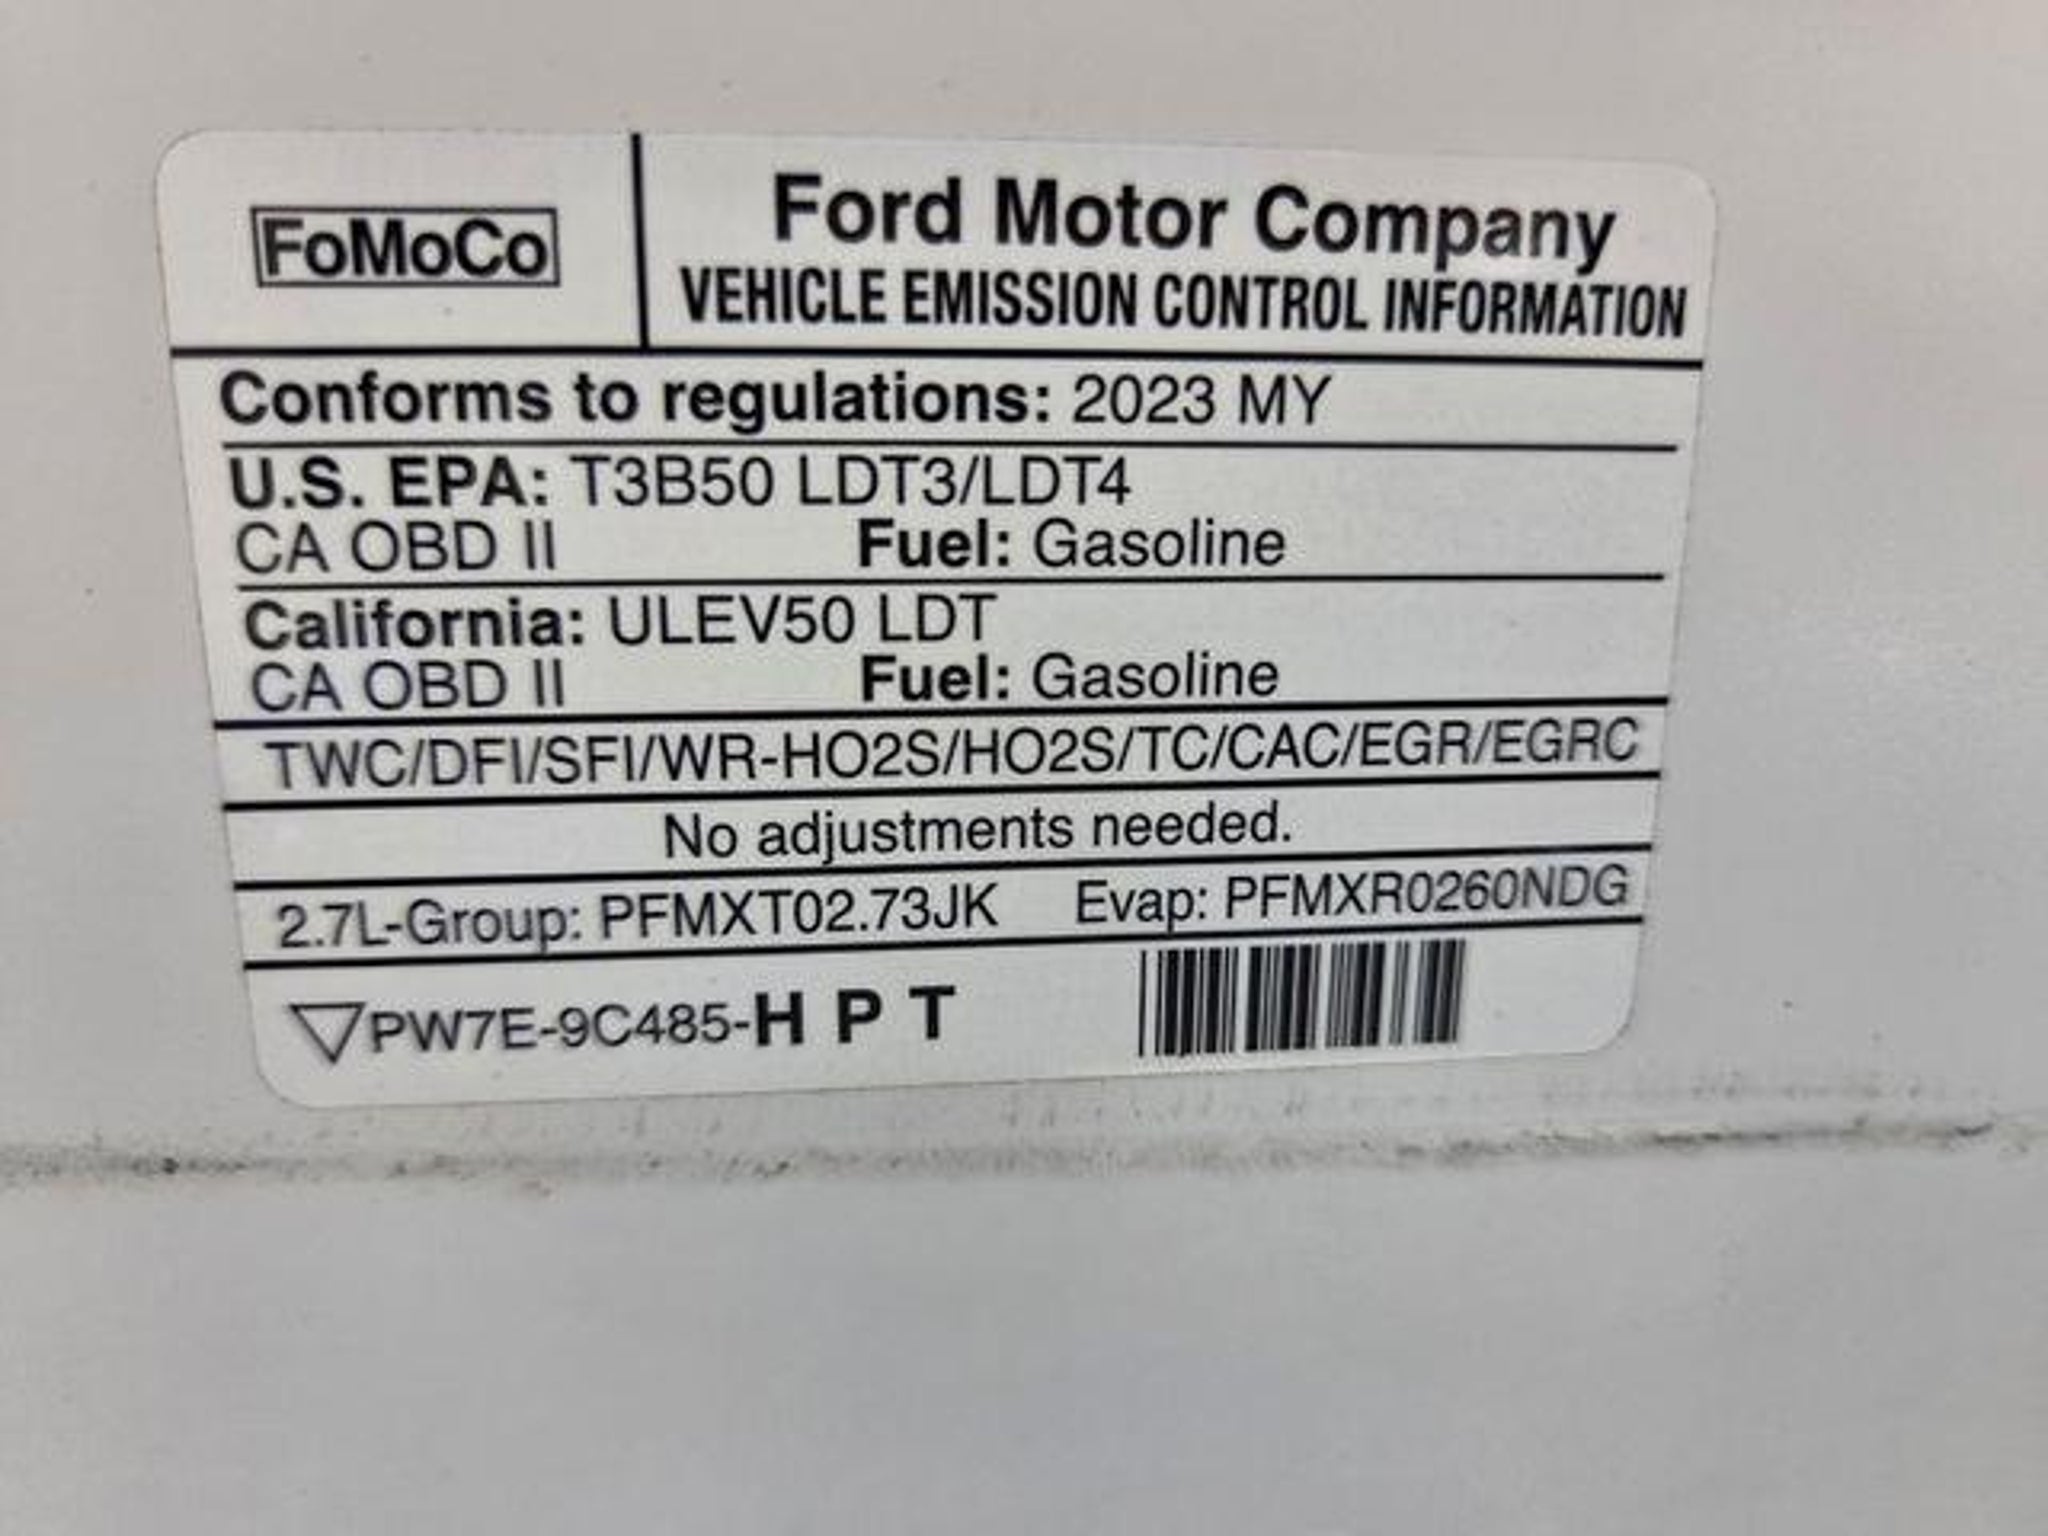 FoMoCo
Ford Motor Company
VEHICLE EMISSION CONTROL INFORMATION
Conforms to regulations: 2023 MY
U.S. EPA: T3B50 LDT3/LDT4
CA OBD II Fuel: Gasoline
California: ULEV50 LDT
CA OBD II Fuel: Gasoline
TWC/DFI/SFI/WR-HO2S/HO2S/TC/CAC/EGR/EGRC
No adjustments needed.
2.7L-Group: PFMXT02.73JK Evap: PFMXR0260NDG
PW7E-9C485-H P T